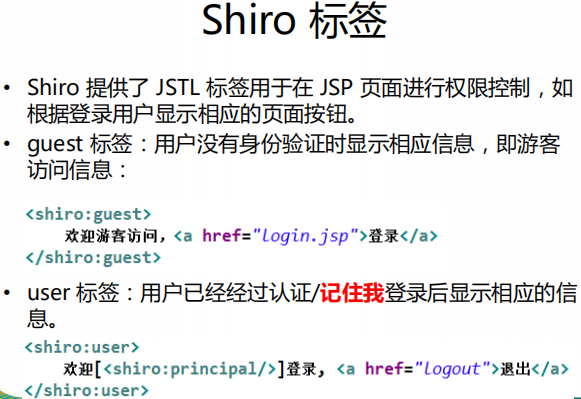 Shiro 标签
• Shiro 提供了 JSTL 标签用于在 JSP 页面进行权限控制，如
根据登录用户显示相应的页面按钮。
• guest 标签：用户没有身份验证时显示相应信息，即游客
访问信息：
<shiro:guest>
欢迎游客访问，<a href="login.jsp">登录</a>
</shiro:guest>
• user 标签：用户已经经过认证/记住我登录后显示相应的信
息。
<shiro:user>
欢迎[<shiro:principal/>]登录，<a href="logout">退出</a>
</shiro:user>